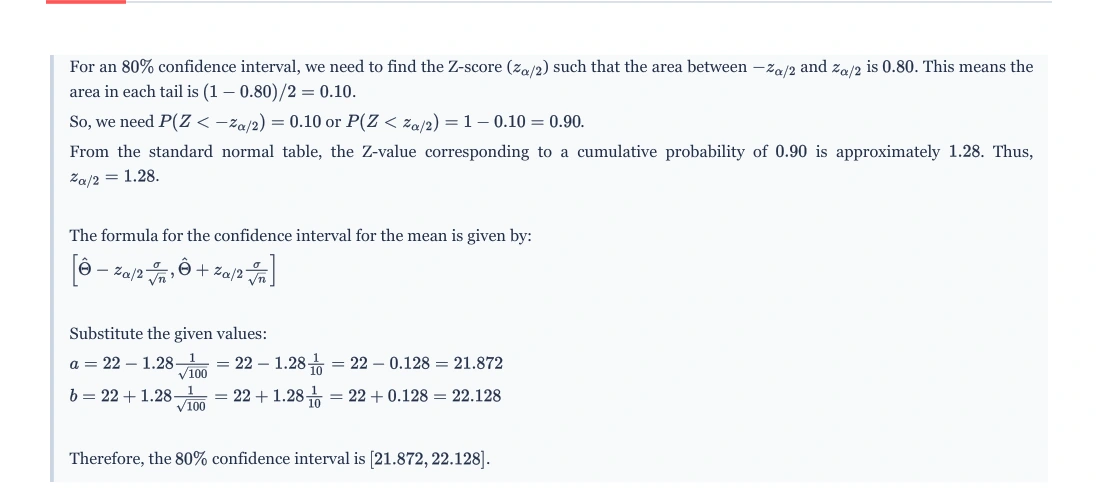 For an 80% confidence interval, we need to find the Z-score (z_{α/2}) such that the area between −z_{α/2} and z_{α/2} is 0.80. This means the
area in each tail is (1 − 0.80)/2 = 0.10.
So, we need P(Z < −z_{α/2}) = 0.10 or P(Z < z_{α/2}) = 1 − 0.10 = 0.90.
From the standard normal table, the Z-value corresponding to a cumulative probability of 0.90 is approximately 1.28. Thus,
z_{α/2} = 1.28.
The formula for the confidence interval for the mean is given by:
[Θ̂ − z_{α/2} σ/√n, Θ̂ + z_{α/2} σ/√n]
Substitute the given values:
a = 22 − 1.28 1/√100 = 22 − 1.28 1/10 = 22 − 0.128 = 21.872
b = 22 + 1.28 1/√100 = 22 + 1.28 1/10 = 22 + 0.128 = 22.128
Therefore, the 80% confidence interval is [21.872, 22.128].